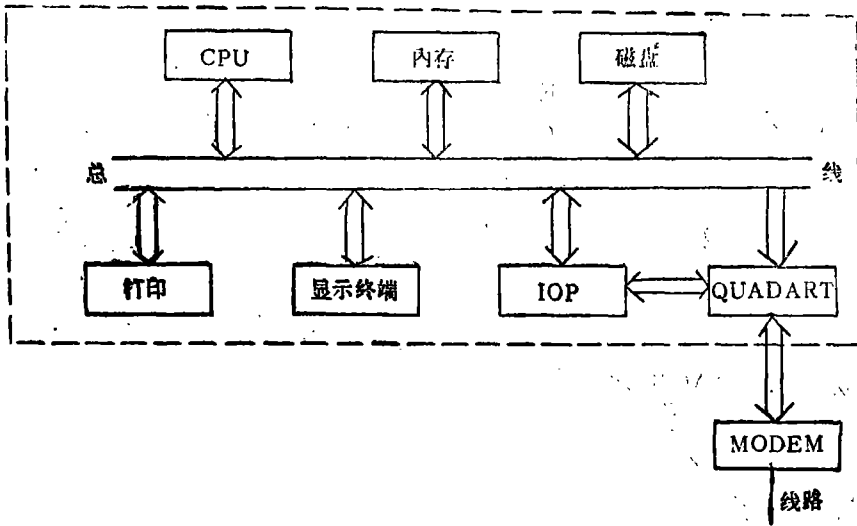 CPU
内存
磁盘
总 线
打印
显示终端
IOP
QUADART
MODEM
线路